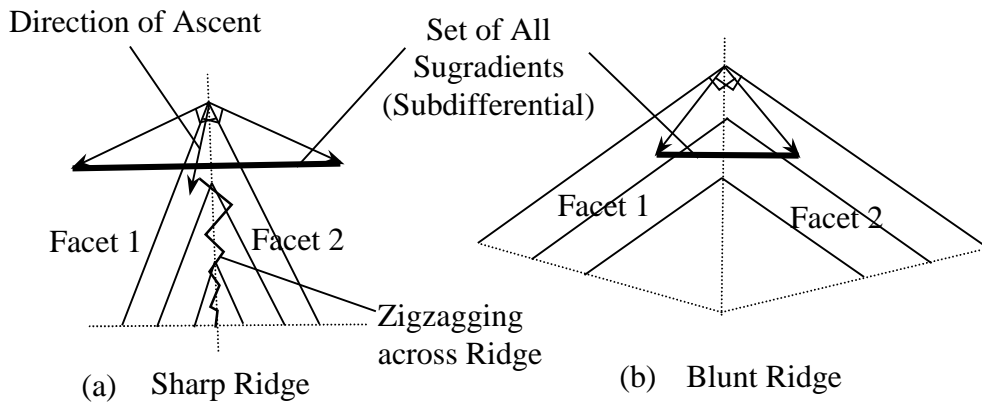 Direction of Ascent
Set of All
Sugradients
(Subdifferential)
Facet 1
Facet 2
Zigzagging
across Ridge
(a) Sharp Ridge
Facet 1
Facet 2
(b) Blunt Ridge